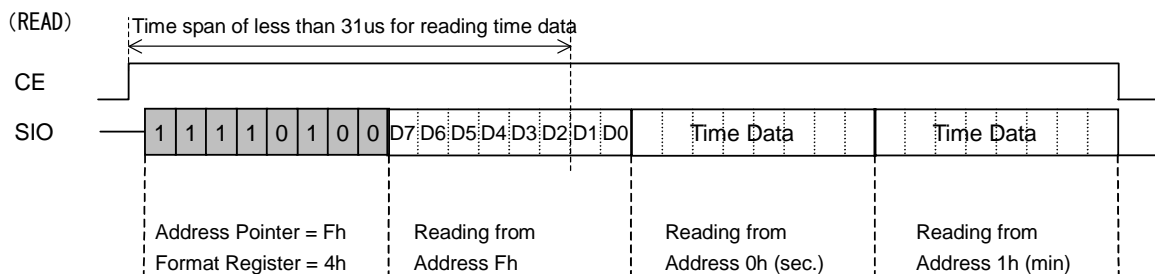 (READ)
Time span of less than 31us for reading time data
CE
SIO
1 1 1 1 0 1 0 0 D7 D6 D5 D4 D3 D2 D1 D0 Time Data Time Data
Address Pointer = Fh
Format Register = 4h
Reading from
Address Fh
Reading from
Address 0h (sec.)
Reading from
Address 1h (min)